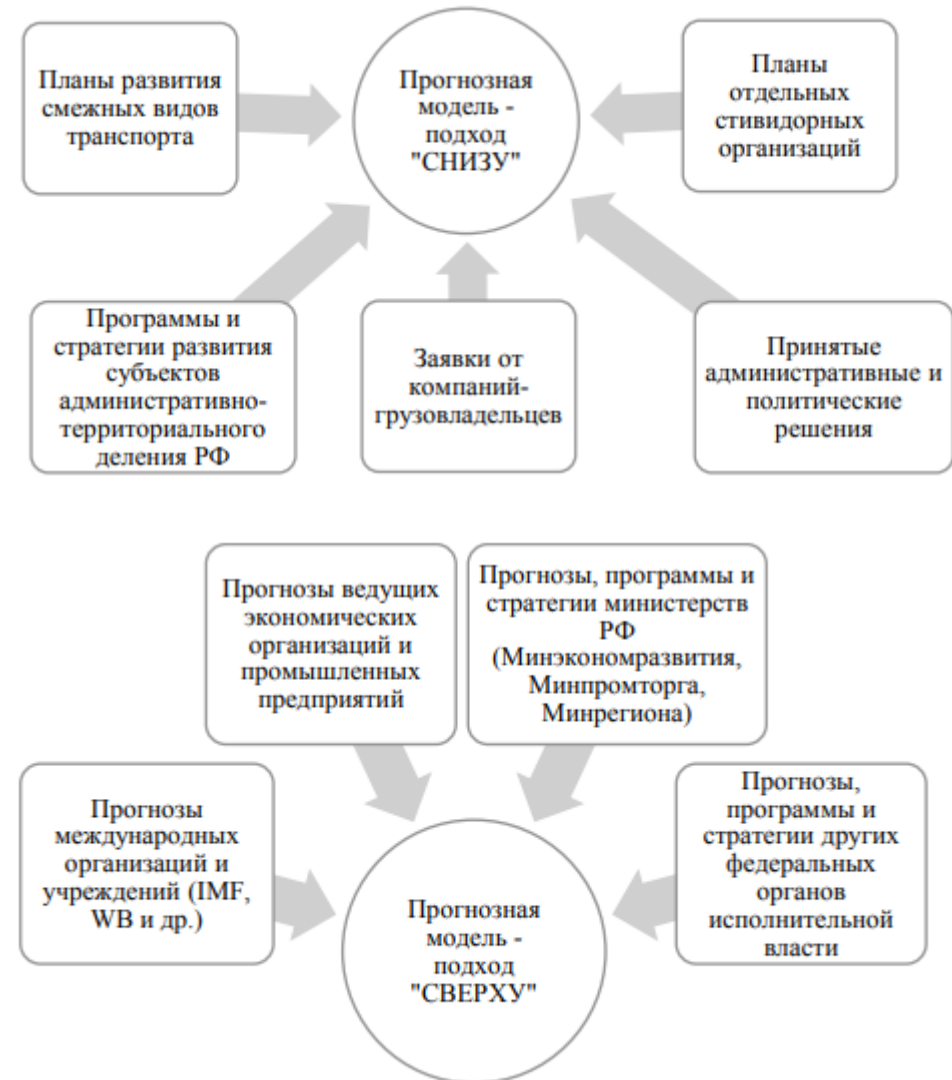 Планы развития
смежных видов
транспорта
Прогнозная
модель -
подход
"СНИЗУ"
Планы
отдельных
стивидорных
организаций
Программы и
стратегии развития
субъектов
административно-
территориального
деления РФ
Заявки от
компаний-
грузовладельцев
Принятые
административные и
политические
решения
Прогнозы ведущих
экономических
организаций и
промышленных
предприятий
Прогнозы, программы и
стратегии министерств
РФ
(Минэкономразвития,
Минпромторга,
Минрегиона)
Прогнозы
международных
организаций и
учреждений (IMF,
WB и др.)
Прогнозная
модель -
подход
"СВЕРХУ"
Прогнозы,
программы и
стратегии других
федеральных
органов
исполнительной
власти